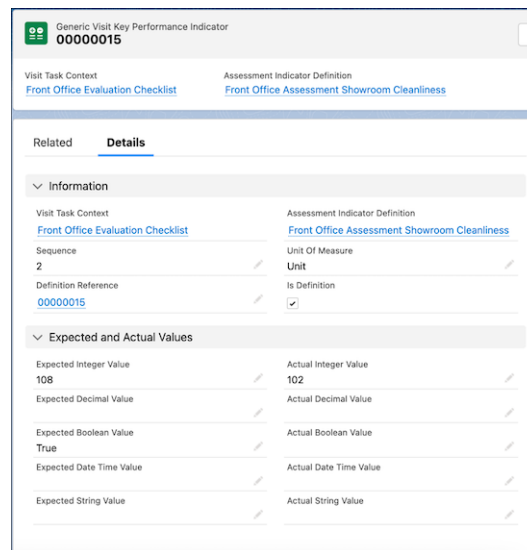 Generic Visit Key Performance Indicator
00000015
Visit Task Context Assessment Indicator Definition
Front Office Evaluation Checklist Front Office Assessment Showroom Cleanliness
Related Details
Information
Visit Task Context Assessment Indicator Definition
Front Office Evaluation Checklist Front Office Assessment Showroom Cleanliness
Sequence Unit Of Measure
2 Unit
Definition Reference Is Definition
00000015
Expected and Actual Values
Expected Integer Value Actual Integer Value
108 102
Expected Decimal Value Actual Decimal Value
Expected Boolean Value Actual Boolean Value
True
Expected Date Time Value Actual Date Time Value
Expected String Value Actual String Value